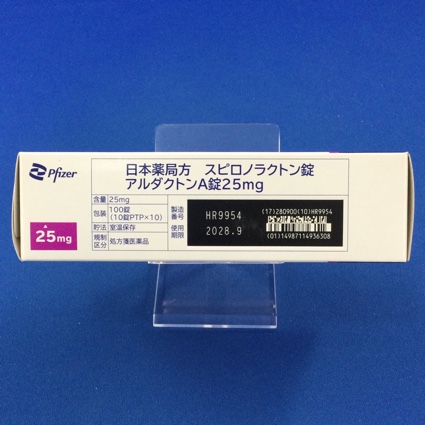 Pfizer
日本薬局方 スピロノラクトン錠
アルダクトンA錠25mg
含量 25mg
包装 100錠
(10錠PTP×10)
貯法 室温保存
規制区分 処方箋医薬品
製造番号 HR9954
使用期限 2028.9
(17)280900(10)HR9954
(01)14987114936308
25mg